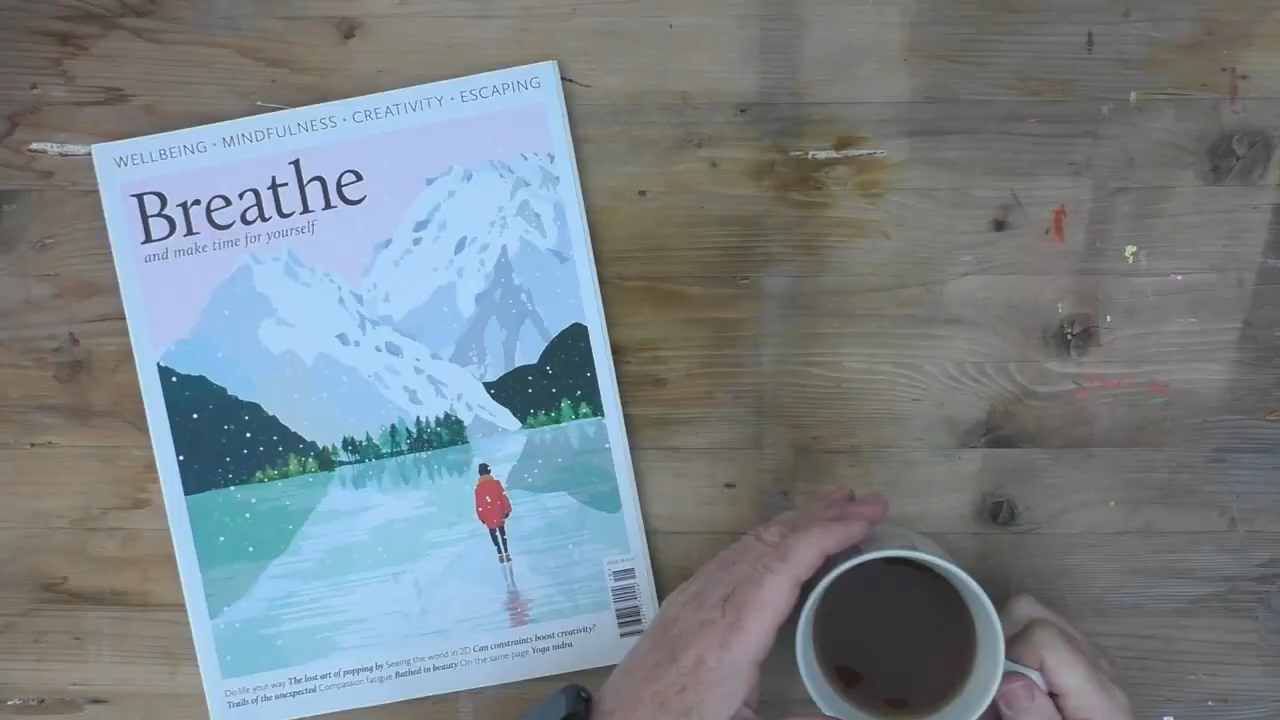 WELLBEING • MINDFULNESS • CREATIVITY • ESCAPING
Breathe
and make time for yourself
Do life your way The lost art of popping by Seeing the world in 2D Can constraints boost creativity?
Trails of the unexpected Compassion fatigue Bathed in beauty On the same page Yoga nidra